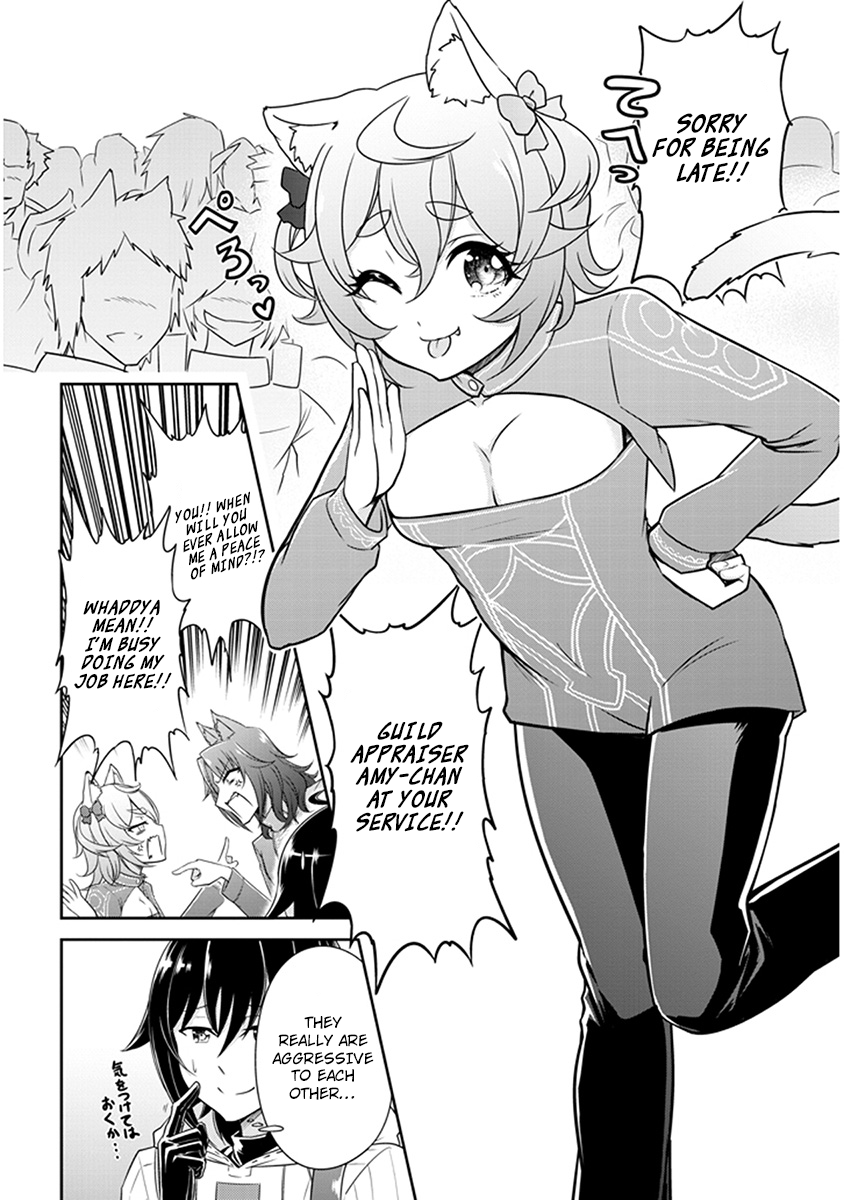 SORRY
FOR BEING
LATE!!
てへっ
ぺろっ♥
GUILD
APPRAISER
AMY-CHAN
AT YOUR
SERVICE!!
YOU!! WHEN
WILL YOU
EVER ALLOW
ME A PEACE
OF MIND?!?
WHADDYA
MEAN!!
I'M BUSY
DOING MY
JOB HERE!!
THEY
REALLY ARE
AGGRESSIVE
TO EACH
OTHER...
気をつけては
おくか…